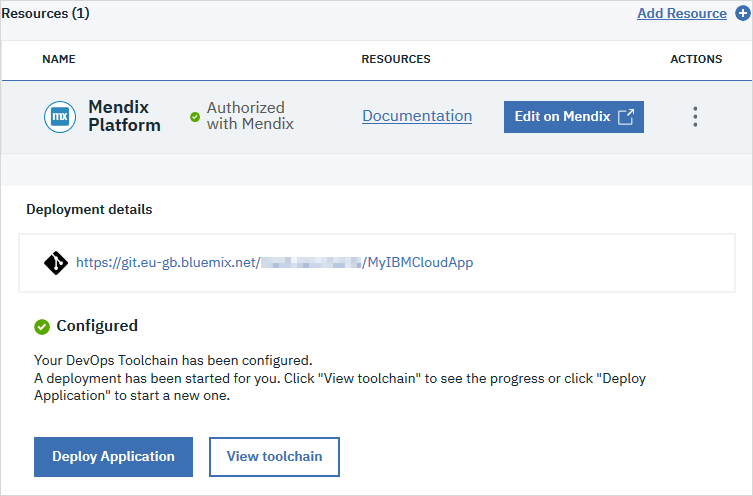 Resources (1)
Add Resource
NAME
RESOURCES
ACTIONS
mx
Mendix
Platform
Authorized
with Mendix
Documentation
Edit on Mendix
Deployment details
https://git.eu-gb.bluemix.net/ /MyIBMCloudApp
Configured
Your DevOps Toolchain has been configured.
A deployment has been started for you. Click "View toolchain" to see the progress or click "Deploy
Application" to start a new one.
Deploy Application
View toolchain